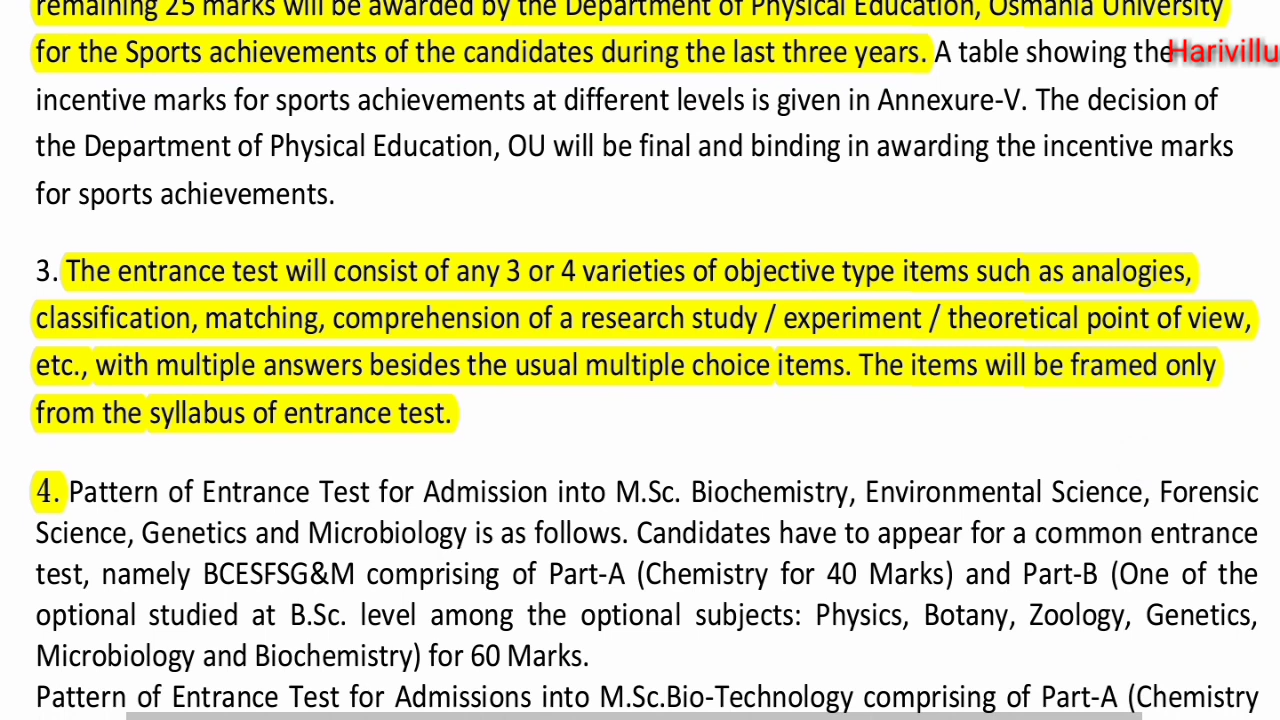 remaining 25 marks will be awarded by the Department of Physical Education, Osmania University
for the Sports achievements of the candidates during the last three years. A table showing the Harivillu
incentive marks for sports achievements at different levels is given in Annexure-V. The decision of
the Department of Physical Education, OU will be final and binding in awarding the incentive marks
for sports achievements.
3. The entrance test will consist of any 3 or 4 varieties of objective type items such as analogies,
classification, matching, comprehension of a research study / experiment / theoretical point of view,
etc., with multiple answers besides the usual multiple choice items. The items will be framed only
from the syllabus of entrance test.
4. Pattern of Entrance Test for Admission into M.Sc. Biochemistry, Environmental Science, Forensic
Science, Genetics and Microbiology is as follows. Candidates have to appear for a common entrance
test, namely BCESFSG&M comprising of Part-A (Chemistry for 40 Marks) and Part-B (One of the
optional studied at B.Sc. level among the optional subjects: Physics, Botany, Zoology, Genetics,
Microbiology and Biochemistry) for 60 Marks.
Pattern of Entrance Test for Admissions into M.Sc.Bio-Technology comprising of Part-A (Chemistry